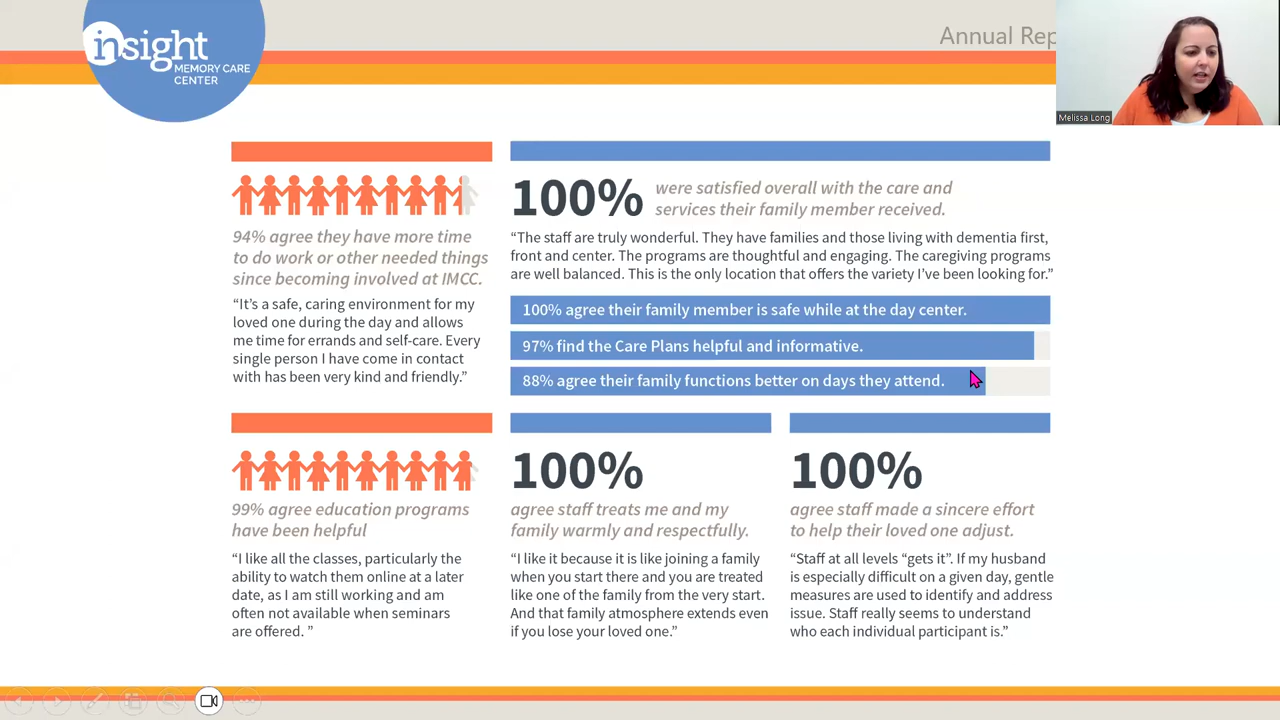 insight
MEMORY CARE
CENTER
Annual Rep
Melissa Long
94% agree they have more time
to do work or other needed things
since becoming involved at IMCC.
“It’s a safe, caring environment for my
loved one during the day and allows
me time for errands and self-care. Every
single person I have come in contact
with has been very kind and friendly.”
100%
were satisfied overall with the care and
services their family member received.
“The staff are truly wonderful. They have families and those living with dementia first,
front and center. The programs are thoughtful and engaging. The caregiving programs
are well balanced. This is the only location that offers the variety I’ve been looking for.”
100% agree their family member is safe while at the day center.
97% find the Care Plans helpful and informative.
88% agree their family functions better on days they attend.
99% agree education programs
have been helpful
“I like all the classes, particularly the
ability to watch them online at a later
date, as I am still working and am
often not available when seminars
are offered. ”
100%
agree staff treats me and my
family warmly and respectfully.
“I like it because it is like joining a family
when you start there and you are treated
like one of the family from the very start.
And that family atmosphere extends even
if you lose your loved one.”
100%
agree staff made a sincere effort
to help their loved one adjust.
“Staff at all levels “gets it”. If my husband
is especially difficult on a given day, gentle
measures are used to identify and address
issue. Staff really seems to understand
who each individual participant is.”